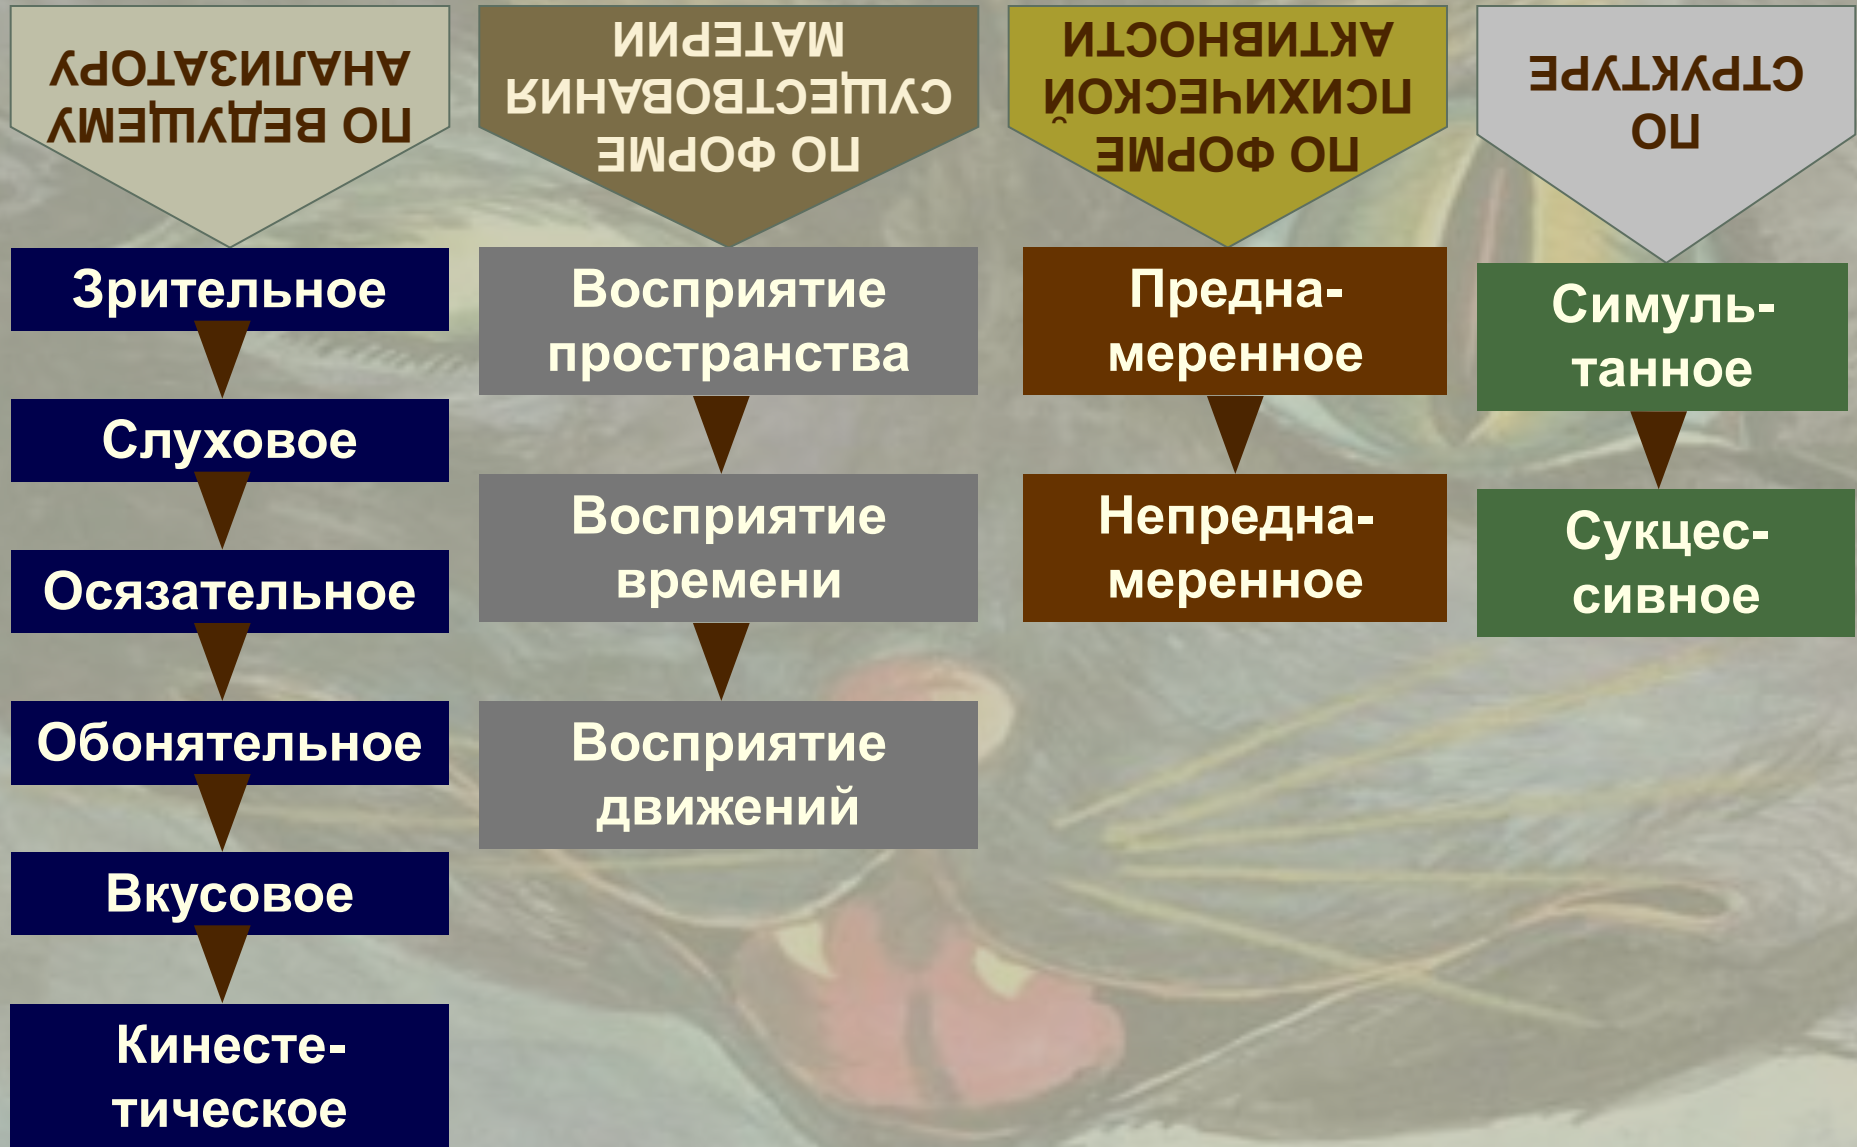 ПО ВЕДУЩЕМУ
АНАЛИЗАТОРУ
Зрительное
Слуховое
Осязательное
Обонятельное
Вкусовое
Кинесте-
тическое
ПО ФОРМЕ
СУЩЕСТВОВАНИЯ
МАТЕРИИ
Восприятие
пространства
Восприятие
времени
Восприятие
движений
ПО ФОРМЕ
ПСИХИЧЕСКОЙ
АКТИВНОСТИ
Предна-
меренное
Непредна-
меренное
ПО
СТРУКТУРЕ
Симуль-
танное
Сукцес-
сивное